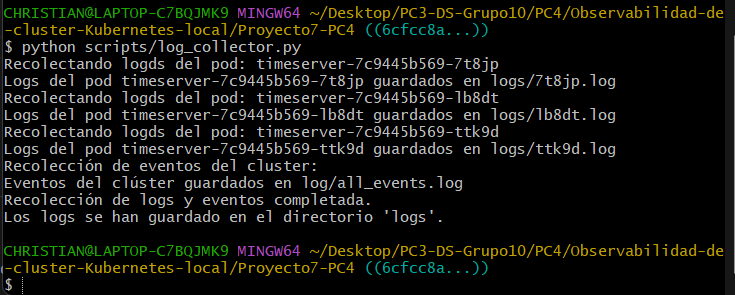 CHRISTIAN@LAPTOP-C7BQJMK9 MINGW64 ~/Desktop/PC3-DS-Grupo10/PC4/Observabilidad-de
-cluster-Kubernetes-local/Proyecto7-PC4 ((6cfcc8a...))
$ python scripts/log_collector.py
Recolectando logds del pod: timeserver-7c9445b569-7t8jp
Logs del pod timeserver-7c9445b569-7t8jp guardados en logs/7t8jp.log
Recolectando logds del pod: timeserver-7c9445b569-lb8dt
Logs del pod timeserver-7c9445b569-lb8dt guardados en logs/lb8dt.log
Recolectando logds del pod: timeserver-7c9445b569-ttk9d
Logs del pod timeserver-7c9445b569-ttk9d guardados en logs/ttk9d.log
Recolección de eventos del cluster:
Eventos del clúster guardados en log/all_events.log
Recolección de logs y eventos completada.
Los logs se han guardado en el directorio 'logs'.
CHRISTIAN@LAPTOP-C7BQJMK9 MINGW64 ~/Desktop/PC3-DS-Grupo10/PC4/Observabilidad-de
-cluster-Kubernetes-local/Proyecto7-PC4 ((6cfcc8a...))
$